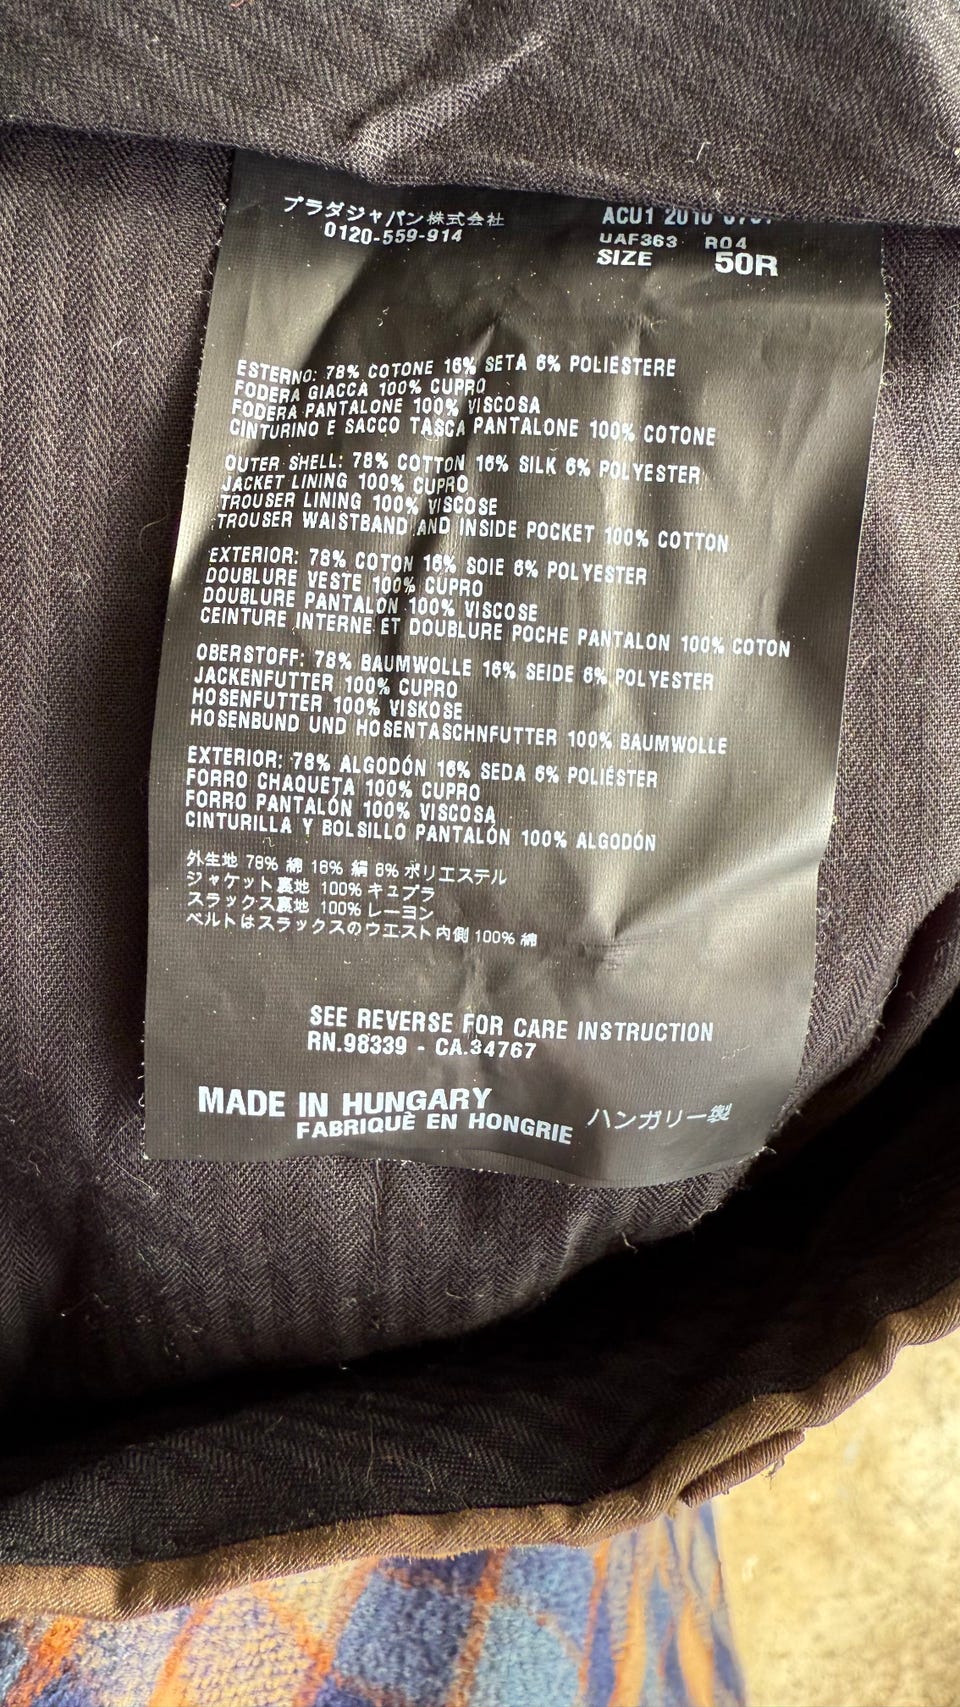 プラダジャパン株式会社
0120-559-914
ACU1 2010
UAF363 R04
SIZE 50R
ESTERNO: 78% COTONE 16% SETA 6% POLIESTERE
FODERA GIACCA 100% CUPRO
FODERA PANTALONE 100% VISCOSA
CINTURINO E SACCO TASCA PANTALONE 100% COTONE
OUTER SHELL: 78% COTTON 16% SILK 6% POLYESTER
JACKET LINING 100% CUPRO
TROUSER LINING 100% VISCOSE
TROUSER WAISTBAND AND INSIDE POCKET 100% COTTON
EXTERIOR: 78% COTON 16% SOIE 6% POLYESTER
DOUBLURE VESTE 100% CUPRO
DOUBLURE PANTALON 100% VISCOSE
CEINTURE INTERNE ET DOUBLURE POCHE PANTALON 100% COTON
OBERSTOFF: 78% BAUMWOLLE 16% SEIDE 6% POLYESTER
JACKENFUTTER 100% CUPRO
HOSENFUTTER 100% VISKOSE
HOSENBUND UND HOSENTASCHNFUTTER 100% BAUMWOLLE
EXTERIOR: 78% ALGODÓN 16% SEDA 6% POLIÉSTER
FORRO CHAQUETA 100% CUPRO
FORRO PANTALÓN 100% VISCOSA
CINTURILLA Y BOLSILLO PANTALÓN 100% ALGODÓN
外生地 78% 綿 16% 絹 6% ポリエステル
ジャケット裏地 100% キュプラ
スラックス裏地 100% レーヨン
ベルトはスラックスのウエスト内側 100% 綿
SEE REVERSE FOR CARE INSTRUCTION
RN.98339 - CA.34767
MADE IN HUNGARY
FABRIQUÈ EN HONGRIE ハンガリー製